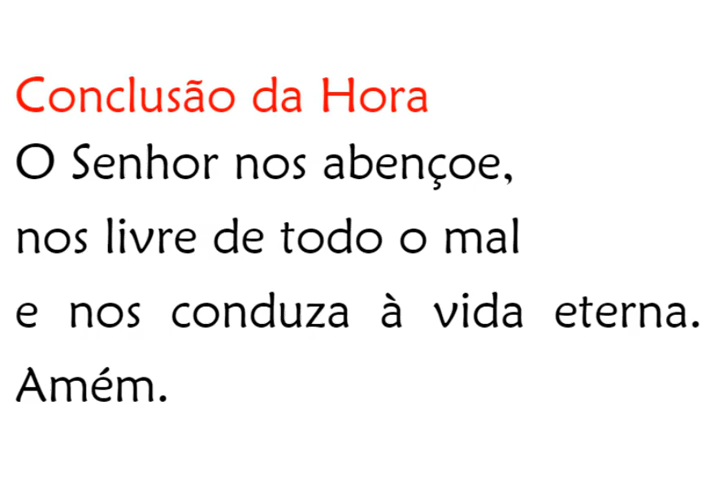 Conclusão da Hora
O Senhor nos abençoe,
nos livre de todo o mal
e nos conduza à vida eterna.
Amém.